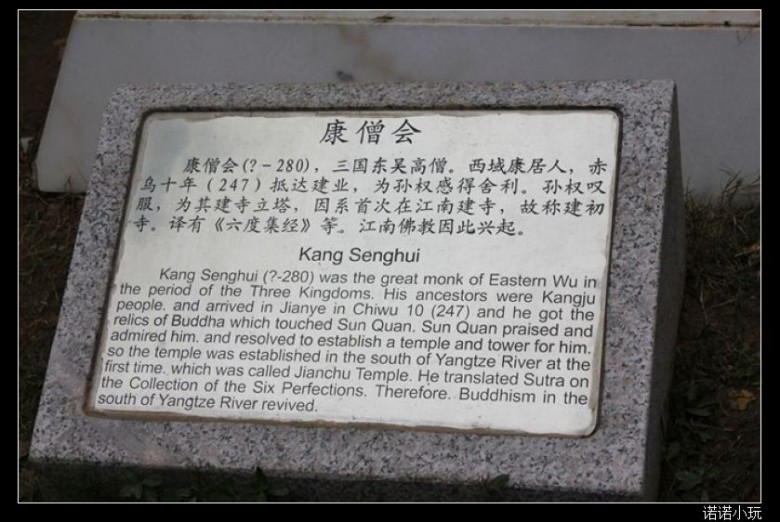 康僧会
康僧会(?-280)，三国东吴高僧。西域康居人，赤
乌十年（247）抵达建业，为孙权感得舍利。孙权叹
服，为其建寺立塔，因系首次在江南建寺，故称建初
寺。译有《六度集经》等。江南佛教因此兴起。
Kang Senghui
Kang Senghui (?-280) was the great monk of Eastern Wu in
the period of the Three Kingdoms. His ancestors were Kangju
people. and arrived in Jianye in Chiwu 10 (247) and he got the
relics of Buddha which touched Sun Quan. Sun Quan praised and
admired him. and resolved to establish a temple and tower for him.
so the temple was established in the south of Yangtze River at the
first time. which was called Jianchu Temple. He translated Sutra on
the Collection of the Six Perfections. Therefore. Buddhism in the
south of Yangtze River revived.
诺诺小玩